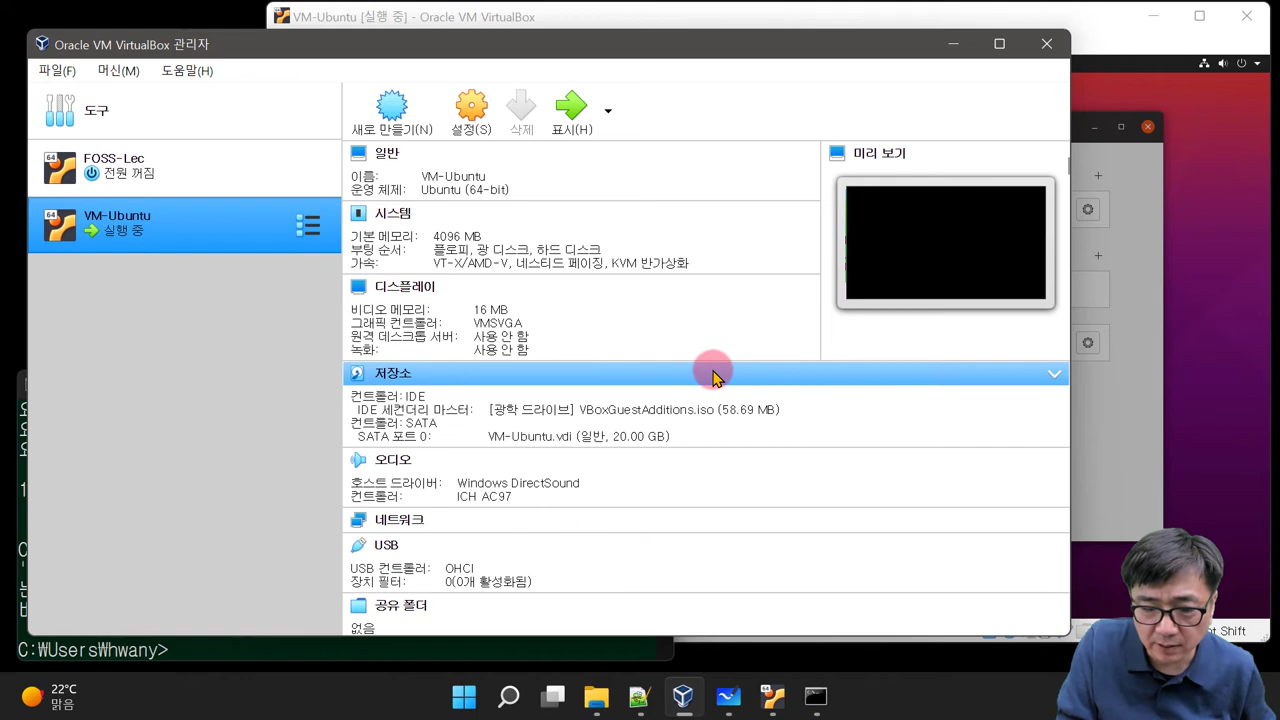 VM-Ubuntu [실행 중] - Oracle VM VirtualBox
Oracle VM VirtualBox 관리자
파일(F) 머신(M) 도움말(H)
도구
새로 만들기(N) 설정(S) 삭제 표시(H)
FOSS-Lec
전원 꺼짐
VM-Ubuntu
실행 중
일반
이름: VM-Ubuntu
운영 체제: Ubuntu (64-bit)
시스템
기본 메모리: 4096 MB
부팅 순서: 플로피, 광 디스크, 하드 디스크
가속: VT-X/AMD-V, 네스티드 페이징, KVM 반가상화
디스플레이
비디오 메모리: 16 MB
그래픽 컨트롤러: VMSVGA
원격 데스크톱 서버: 사용 안 함
녹화: 사용 안 함
미리 보기
저장소
컨트롤러: IDE
IDE 세컨더리 마스터: [광학 드라이브] VBoxGuestAdditions.iso (58.69 MB)
컨트롤러: SATA
SATA 포트 0: VM-Ubuntu.vdi (일반, 20.00 GB)
오디오
호스트 드라이버: Windows DirectSound
컨트롤러: ICH AC97
네트워크
USB
USB 컨트롤러: OHCI
장치 필터: 0(0개 활성화됨)
공유 폴더
없음
Shift
C:₩Users₩hwany>
22°C
맑음